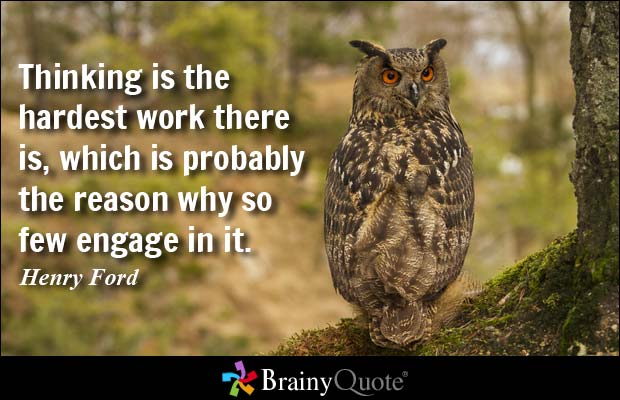 Thinking is the
hardest work there
is, which is probably
the reason why so
few engage in it.
Henry Ford
BrainyQuote®